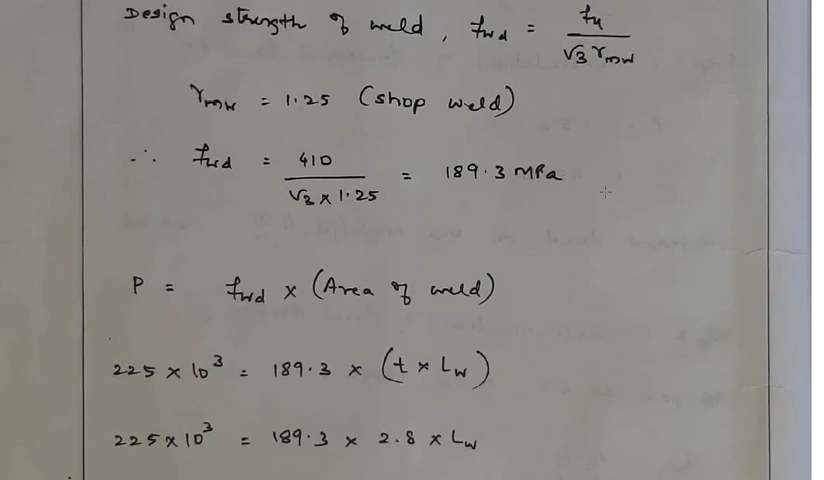 Design strength of weld, fwd = fu / √3 γmw
γmw = 1.25 (shop weld)
∴ fwd = 410 / √3 × 1.25 = 189.3 MPa
P = fwd × (Area of weld)
225 × 10³ = 189.3 × (t × Lw)
225 × 10³ = 189.3 × 2.8 × Lw